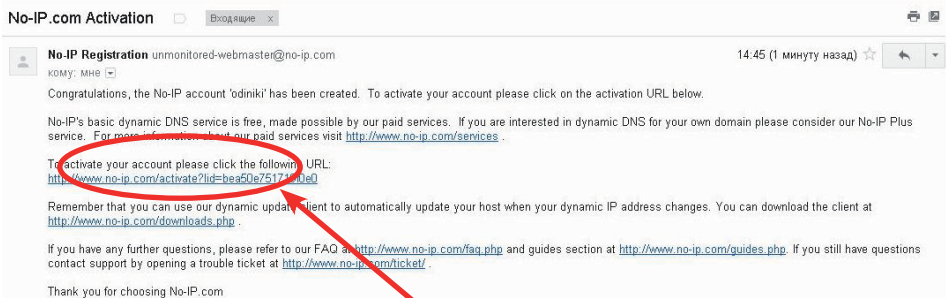 No-IP.com Activation Входящие x
No-IP Registration unmonitored-webmaster@no-ip.com 14:45 (1 минуту назад)
кому: мне
Congratulations, the No-IP account 'odiniki' has been created. To activate your account please click on the activation URL below.
No-IP's basic dynamic DNS service is free, made possible by our paid services. If you are interested in dynamic DNS for your own domain please consider our No-IP Plus
service. For more information about our paid services visit http://www.no-ip.com/services .
To activate your account please click the following URL:
http://www.no-ip.com/activate?lid=
Remember that you can use our dynamic update client to automatically update your host when your dynamic IP address changes. You can download the client at
http://www.no-ip.com/downloads.php .
If you have any further questions, please refer to our FAQ at http://www.no-ip.com/faq.php and guides section at http://www.no-ip.com/guides.php. If you still have questions
contact support by opening a trouble ticket at http://www.no-ip.com/ticket/ .
Thank you for choosing No-IP.com